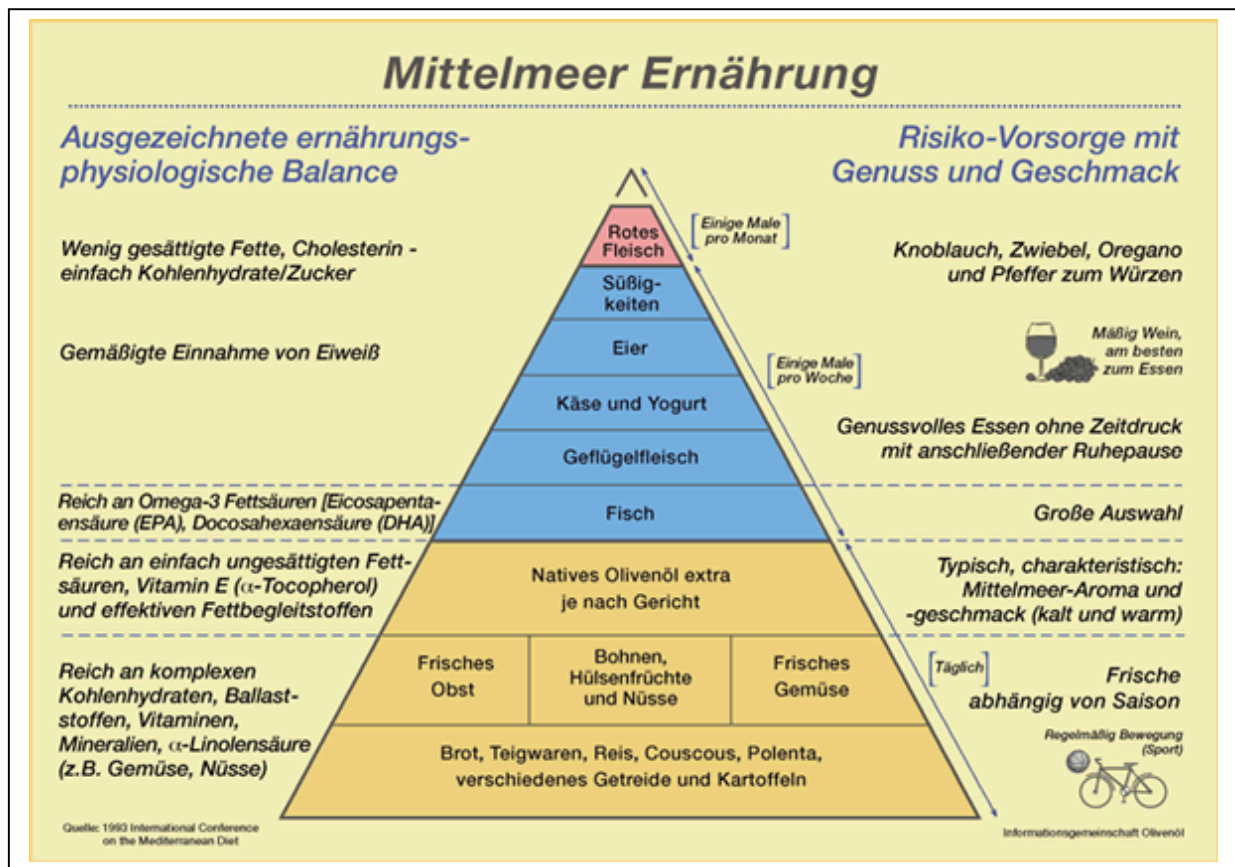 Mittelmeer Ernährung
Ausgezeichnete ernährungs-
physiologische Balance
Wenig gesättigte Fette, Cholesterin -
einfach Kohlenhydrate/Zucker
Gemäßigte Einnahme von Eiweiß
Reich an Omega-3 Fettsäuren [Eicosapenta-
ensäure (EPA), Docosahexaensäure (DHA)]
Reich an einfach ungesättigten Fett-
säuren, Vitamin E (α-Tocopherol)
und effektiven Fettbegleitstoffen
Reich an komplexen
Kohlenhydraten, Ballast-
stoffen, Vitaminen,
Mineralien, α-Linolensäure
(z.B. Gemüse, Nüsse)
Rotes
Fleisch
Süßig-
keiten
Eier
Käse und Yogurt
Geflügelfleisch
Fisch
Natives Olivenöl extra
je nach Gericht
Frisches
Obst
Bohnen,
Hülsenfrüchte
und Nüsse
Frisches
Gemüse
Brot, Teigwaren, Reis, Couscous, Polenta,
verschiedenes Getreide und Kartoffeln
[Einige Male
pro Monat]
[Einige Male
pro Woche]
[Täglich]
Risiko-Vorsorge mit
Genuss und Geschmack
Knoblauch, Zwiebel, Oregano
und Pfeffer zum Würzen
Mäßig Wein,
am besten
zum Essen
Genussvolles Essen ohne Zeitdruck
mit anschließender Ruhepause
Große Auswahl
Typisch, charakteristisch:
Mittelmeer-Aroma und
-geschmack (kalt und warm)
Frische
abhängig von Saison
Regelmäßig Bewegung
(Sport)
Quelle: 1993 International Conference
on the Mediterranean Diet
Informationsgemeinschaft Olivenöl